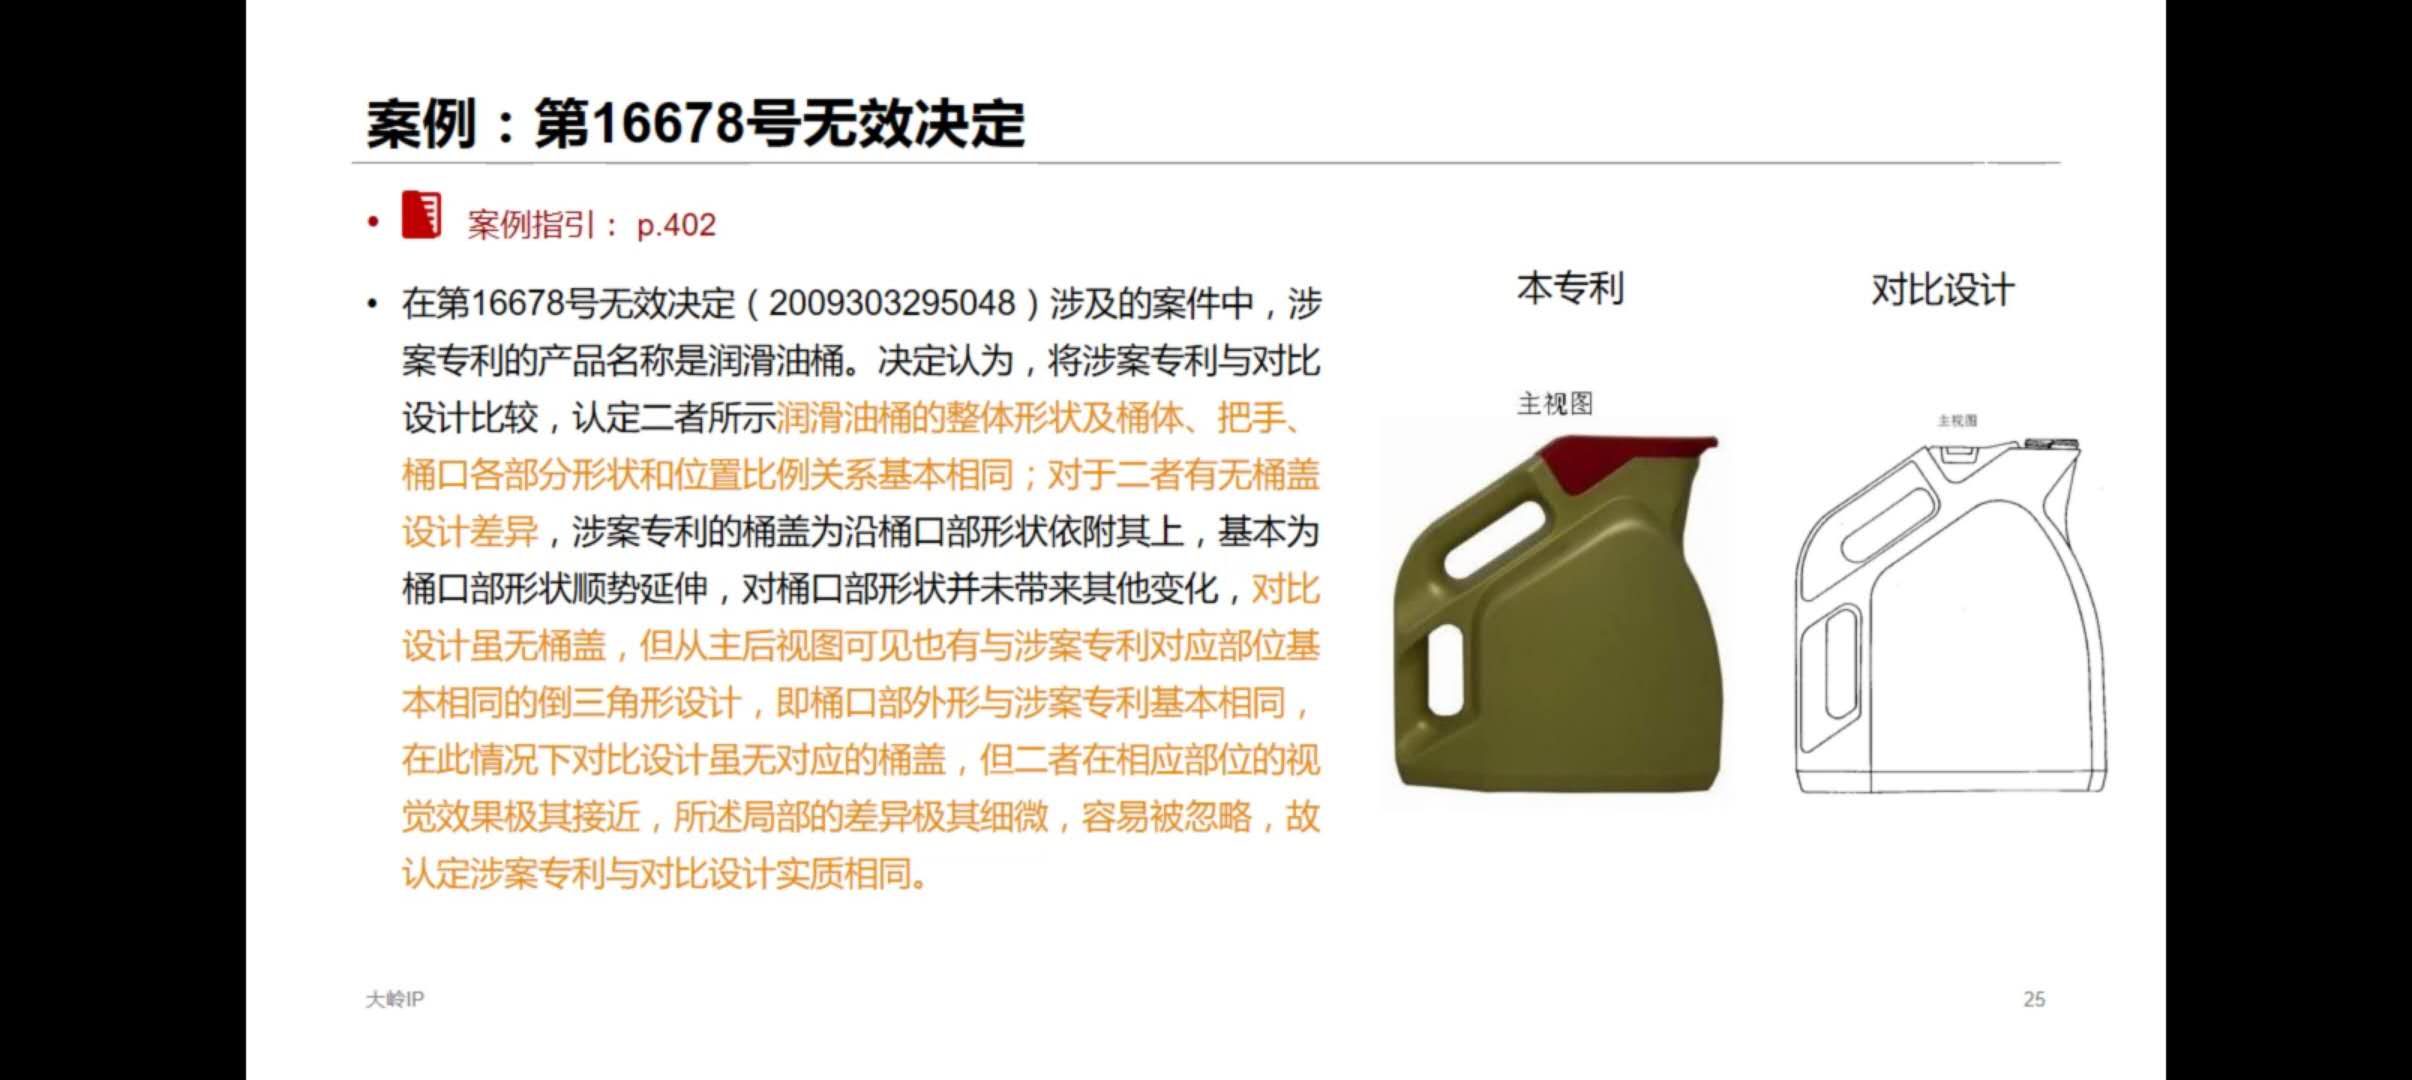 案例：第16678号无效决定
案例指引： p.402
在第16678号无效决定（2009303295048）涉及的案件中，涉
案专利的产品名称是润滑油桶。决定认为，将涉案专利与对比
设计比较，认定二者所示润滑油桶的整体形状及桶体、把手、
桶口各部分形状和位置比例关系基本相同；对于二者有无桶盖
设计差异，涉案专利的桶盖为沿桶口部形状依附其上，基本为
桶口部形状顺势延伸，对桶口部形状并未带来其他变化，对比
设计虽无桶盖，但从主后视图可见也有与涉案专利对应部位基
本相同的倒三角形设计，即桶口部外形与涉案专利基本相同，
在此情况下对比设计虽无对应的桶盖，但二者在相应部位的视
觉效果极其接近，所述局部的差异极其细微，容易被忽略，故
认定涉案专利与对比设计实质相同。
本专利
对比设计
主视图
主视图
大岭IP
25